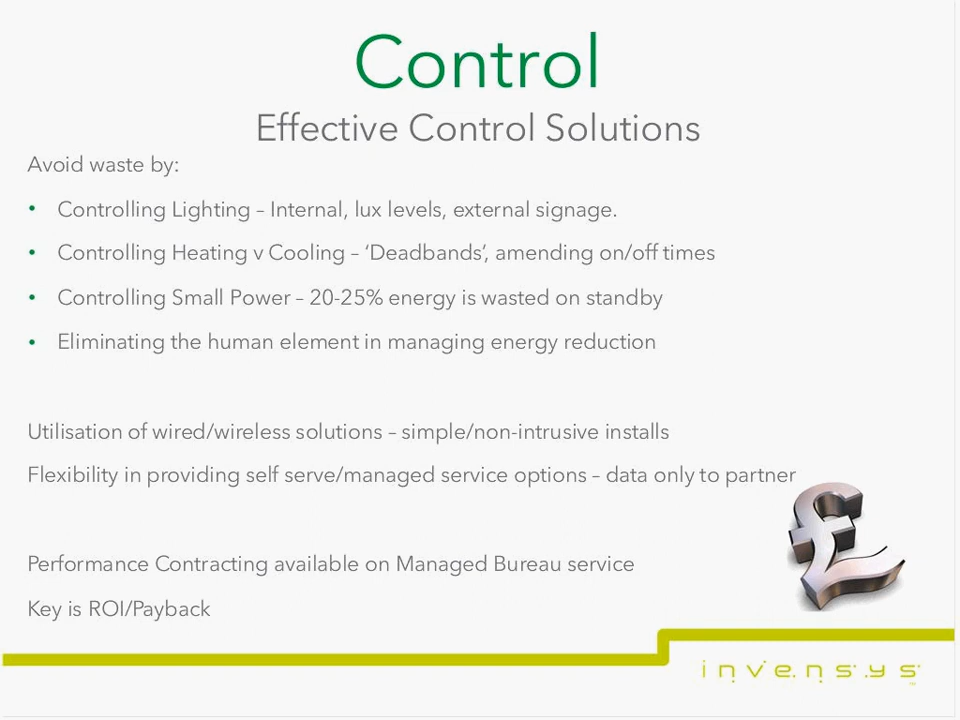 Control
Effective Control Solutions
Avoid waste by:
• Controlling Lighting – Internal, lux levels, external signage.
• Controlling Heating v Cooling – ‘Deadbands’, amending on/off times
• Controlling Small Power – 20-25% energy is wasted on standby
• Eliminating the human element in managing energy reduction
Utilisation of wired/wireless solutions – simple/non-intrusive installs
Flexibility in providing self serve/managed service options – data only to partner
Performance Contracting available on Managed Bureau service
Key is ROI/Payback
£
invensys™